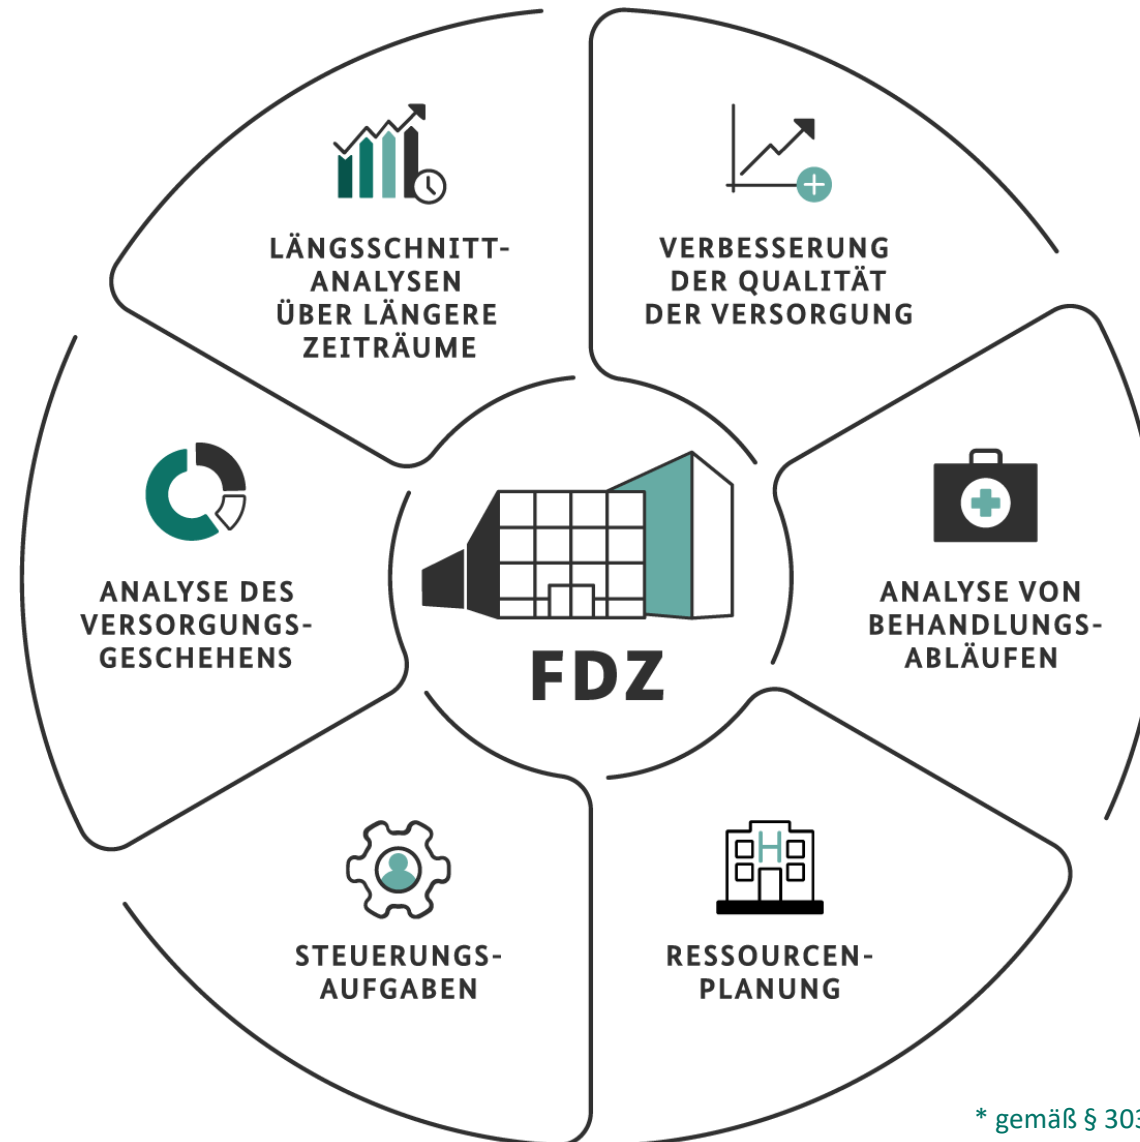 LÄNGSSCHNITT-
ANALYSEN
ÜBER LÄNGERE
ZEITRÄUME
VERBESSERUNG
DER QUALITÄT
DER VERSORGUNG
ANALYSE DES
VERSORGUNGS-
GESCHEHENS
FDZ
ANALYSE VON
BEHANDLUNGS-
ABLÄUFEN
STEUERUNGS-
AUFGABEN
H
RESSOURCEN-
PLANUNG
* gemäß § 303